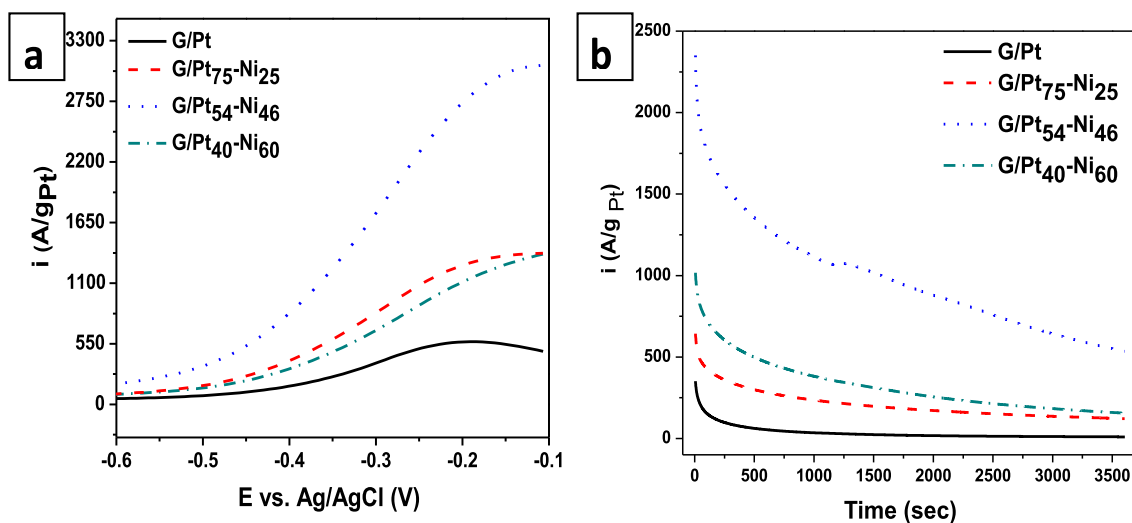 a
3300
2750
2200
1650
1100
550
0
i (A/gPt)
G/Pt
G/Pt75-Ni25
G/Pt54-Ni46
G/Pt40-Ni60
-0.6 -0.5 -0.4 -0.3 -0.2 -0.1
E vs. Ag/AgCl (V)
b
2500
2000
1500
1000
500
0
i (A/g Pt)
G/Pt
G/Pt75-Ni25
G/Pt54-Ni46
G/Pt40-Ni60
0 500 1000 1500 2000 2500 3000 3500
Time (sec)